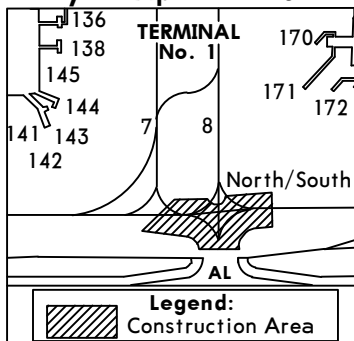 136
TERMINAL
No. 1
138
170
145
171
172
144
141
143
142
7
8
North/South
AL
Legend:
Construction Area